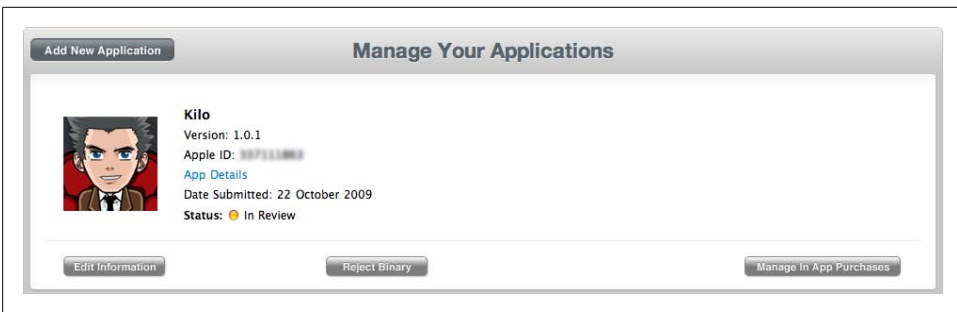 Add New Application
Manage Your Applications
Kilo
Version: 1.0.1
Apple ID:
App Details
Date Submitted: 22 October 2009
Status: In Review
Edit Information
Reject Binary
Manage In App Purchases